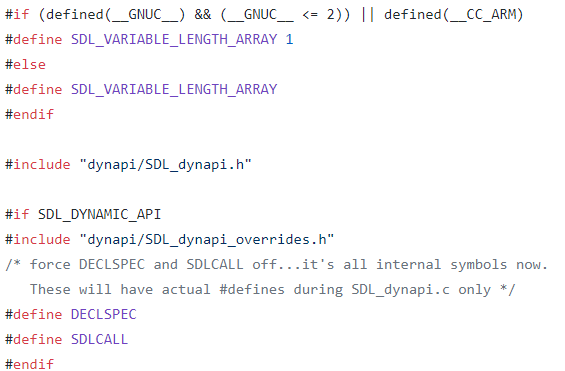 #if (defined(__GNUC__) && (__GNUC__ <= 2)) || defined(__CC_ARM)
#define SDL_VARIABLE_LENGTH_ARRAY 1
#else
#define SDL_VARIABLE_LENGTH_ARRAY
#endif
#include "dynapi/SDL_dynapi.h"
#if SDL_DYNAMIC_API
#include "dynapi/SDL_dynapi_overrides.h"
/* force DECLSPEC and SDLCALL off...it's all internal symbols now.
   These will have actual #defines during SDL_dynapi.c only */
#define DECLSPEC
#define SDLCALL
#endif